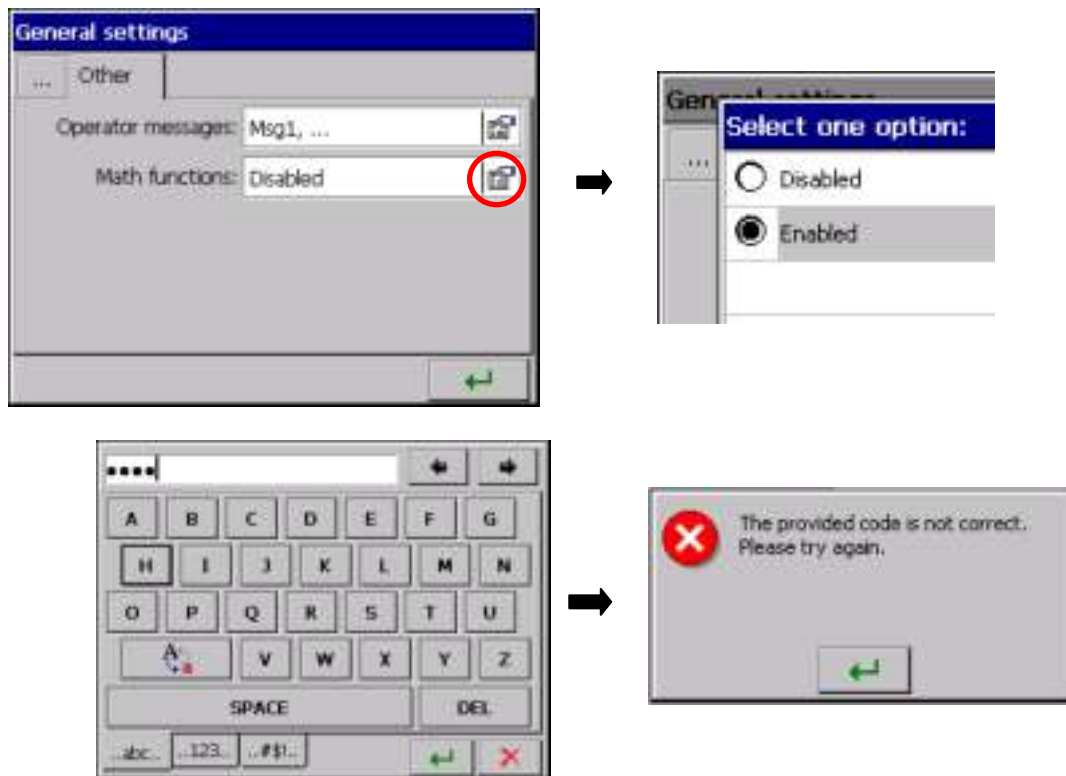 General settings
... Other
Operator messages: Msg1, ...
Math functions: Disabled
General settings
Select one option:
...
Disabled
Enabled
••••
A B C D E F G
H I J K L M N
O P Q R S T U
A a V W X Y Z
SPACE DEL
..abc.. ..123.. ..#$!..
The provided code is not correct.
Please try again.